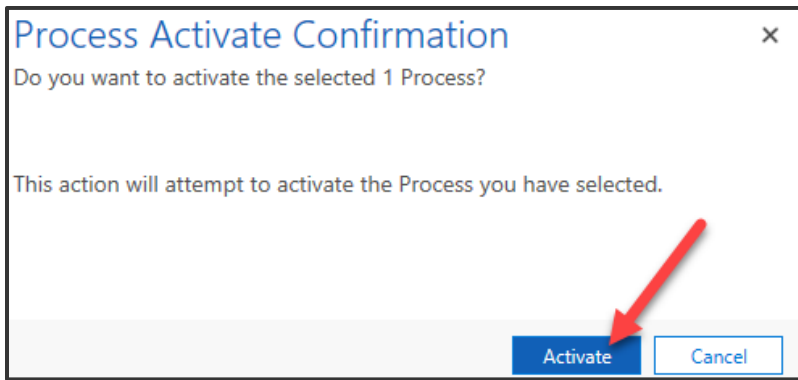 Process Activate Confirmation
Do you want to activate the selected 1 Process?
This action will attempt to activate the Process you have selected.
Activate
Cancel